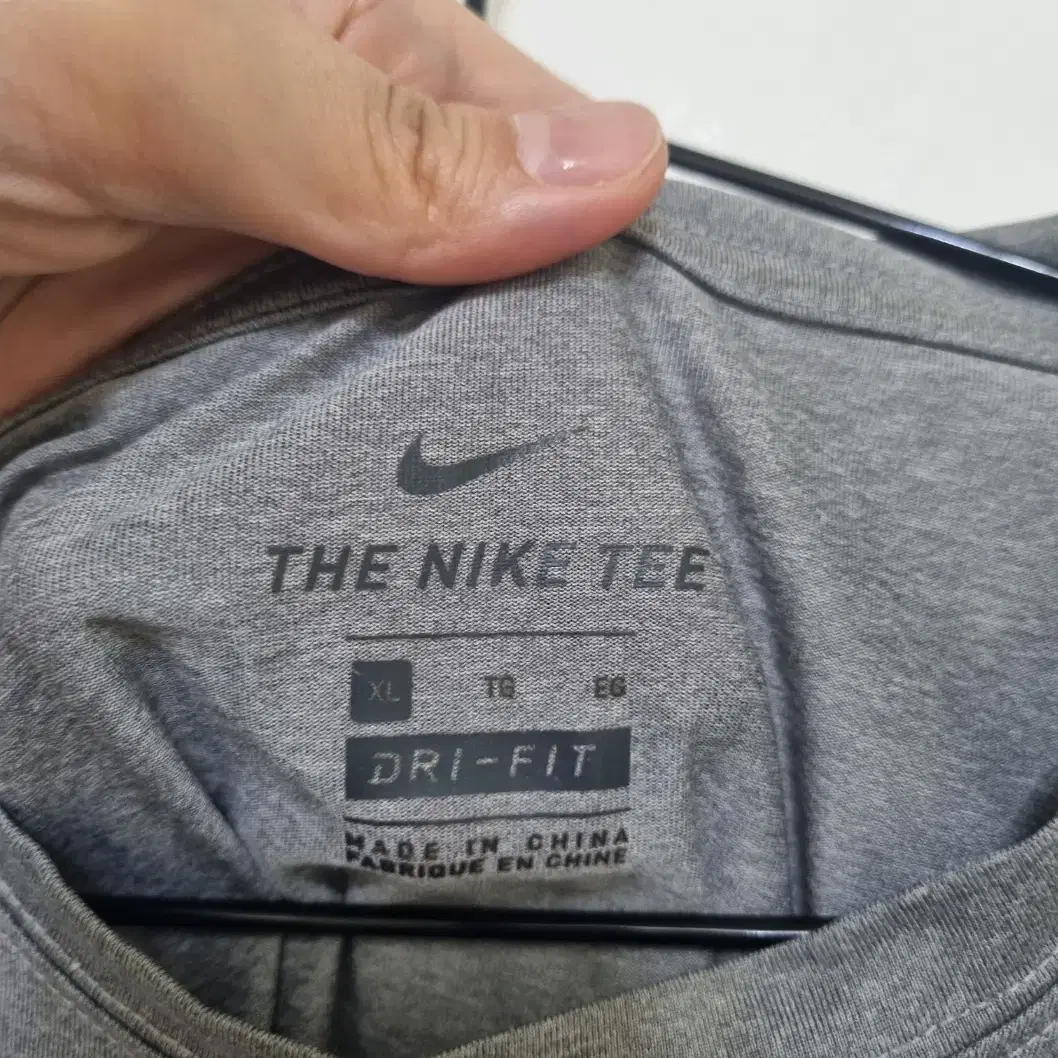 THE NIKE TEE
XL TG EG
DRI-FIT
MADE IN CHINA
FABRIQUE EN CHINE